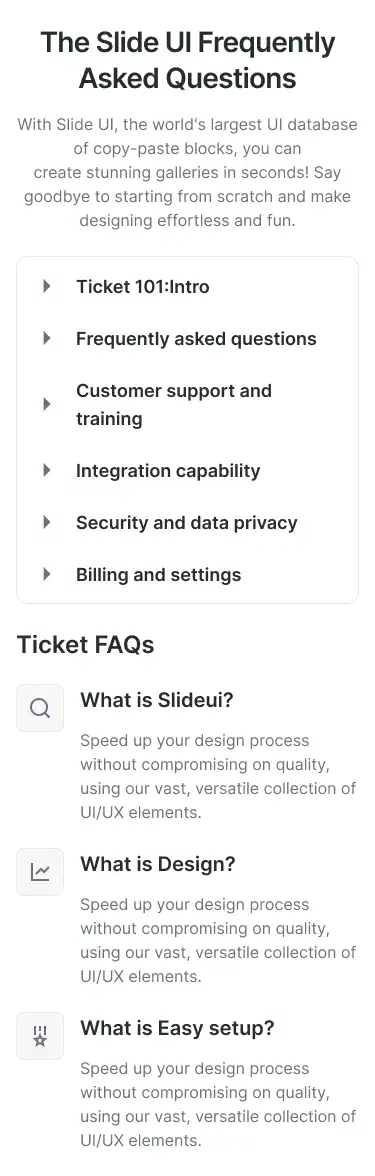 The Slide UI Frequently
Asked Questions
With Slide UI, the world's largest UI database
of copy-paste blocks, you can
create stunning galleries in seconds! Say
goodbye to starting from scratch and make
designing effortless and fun.
Ticket 101:Intro
Frequently asked questions
Customer support and
training
Integration capability
Security and data privacy
Billing and settings
Ticket FAQs
What is Slideui?
Speed up your design process
without compromising on quality,
using our vast, versatile collection of
UI/UX elements.
What is Design?
Speed up your design process
without compromising on quality,
using our vast, versatile collection of
UI/UX elements.
What is Easy setup?
Speed up your design process
without compromising on quality,
using our vast, versatile collection of
UI/UX elements.